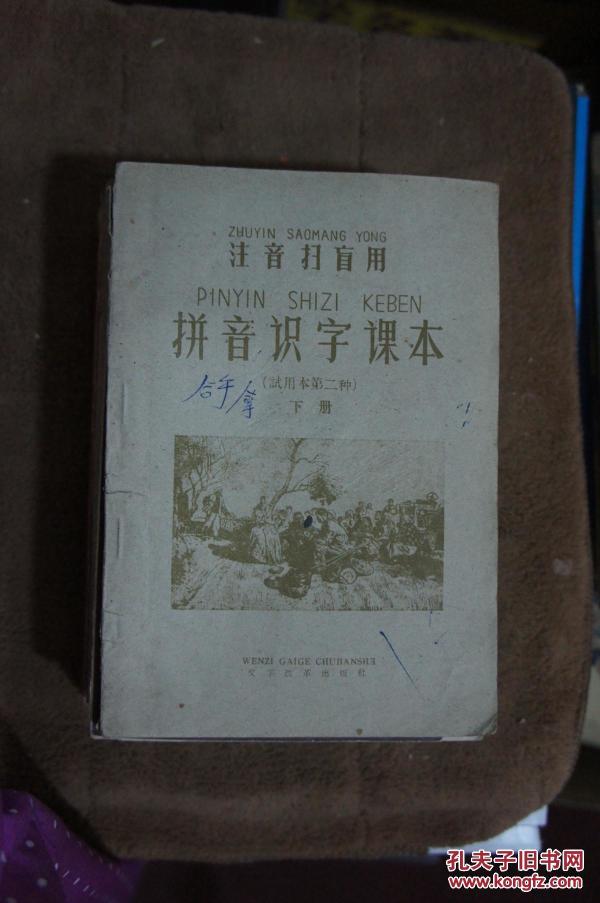 ZHUYIN SAOMANG YONG
注音扫盲用
PINYIN SHIZI KEBEN
拼音识字课本
(試用本第二种)
下册
WENZI GAIGE CHUBANSHE
文字改革出版社
孔夫子旧书网
www.kongfz.com